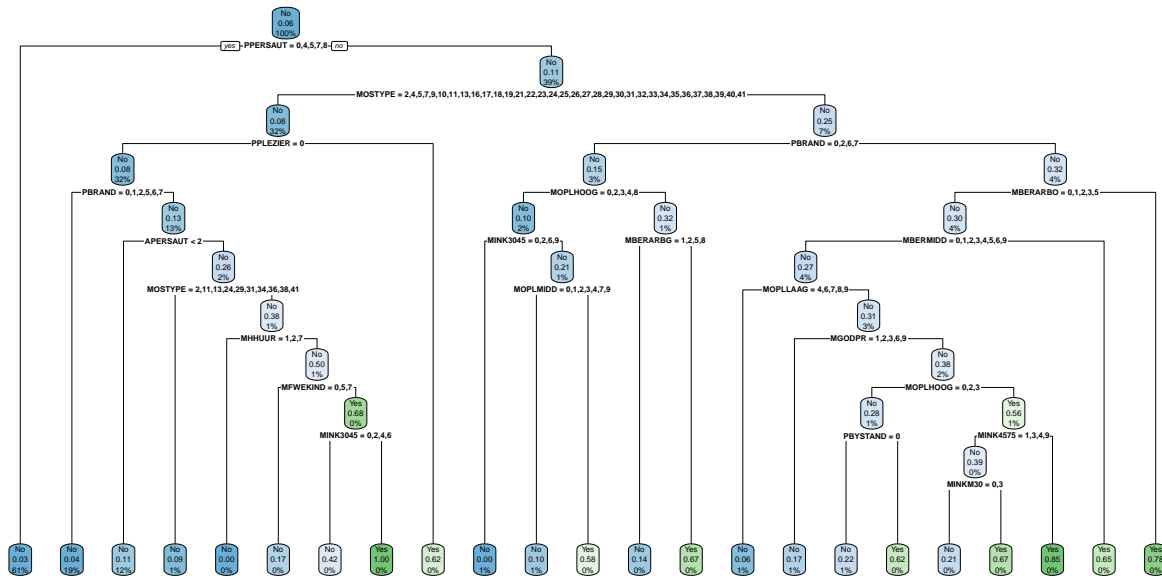 No
0.06
100%
yes PPERSAUT = 0,4,5,7,8 no
No
0.11
39%
MOSTYPE = 2,4,5,7,9,10,11,13,16,17,18,19,21,22,23,24,25,26,27,28,29,30,31,32,33,34,35,36,37,38,39,40,41
No
0.08
32%
No
0.25
7%
PPLEZIER = 0
PBRAND = 0,2,6,7
No
0.08
32%
No
0.15
3%
No
0.32
4%
PBRAND = 0,1,2,5,6,7
MOPLHOOG = 0,2,3,4,8
MBERARBO = 0,1,2,3,5
No
0.13
13%
No
0.10
2%
No
0.32
1%
No
0.30
4%
APERSAUT < 2
MINK3045 = 0,2,6,9
MBERARBG = 1,2,5,8
MBERMIDD = 0,1,2,3,4,5,6,9
No
0.26
2%
No
0.21
1%
No
0.27
4%
MOSTYPE = 2,11,13,24,29,31,34,36,38,41
MOPLMIDD = 0,1,2,3,4,7,9
MOPLLAAG = 4,6,7,8,9
No
0.38
1%
No
0.31
3%
MHHUUR = 1,2,7
MGODPR = 1,2,3,6,9
No
0.50
1%
No
0.38
2%
MFWEKIND = 0,5,7
MOPLHOOG = 0,2,3
Yes
0.68
0%
No
0.28
1%
Yes
0.56
1%
MINK3045 = 0,2,4,6
PBYSTAND = 0
MINK4575 = 1,3,4,9
No
0.39
0%
MINKM30 = 0,3
No
0.03
61%
No
0.04
19%
No
0.11
12%
No
0.09
1%
No
0.00
0%
No
0.17
0%
No
0.42
0%
Yes
1.00
0%
Yes
0.62
0%
No
0.00
1%
No
0.10
1%
Yes
0.58
0%
No
0.14
0%
Yes
0.67
0%
No
0.06
1%
No
0.17
1%
No
0.22
1%
Yes
0.62
0%
No
0.21
0%
Yes
0.67
0%
Yes
0.85
0%
Yes
0.65
0%
Yes
0.78
0%